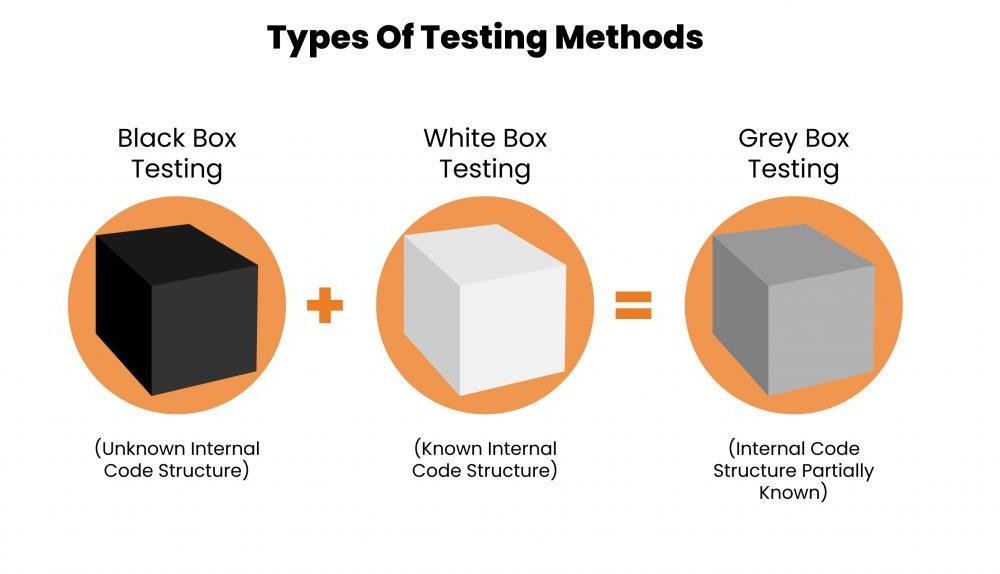 Types Of Testing Methods
Black Box
Testing
White Box
Testing
Grey Box
Testing
+
=
(Unknown Internal
Code Structure)
(Known Internal
Code Structure)
(Internal Code
Structure Partially
Known)